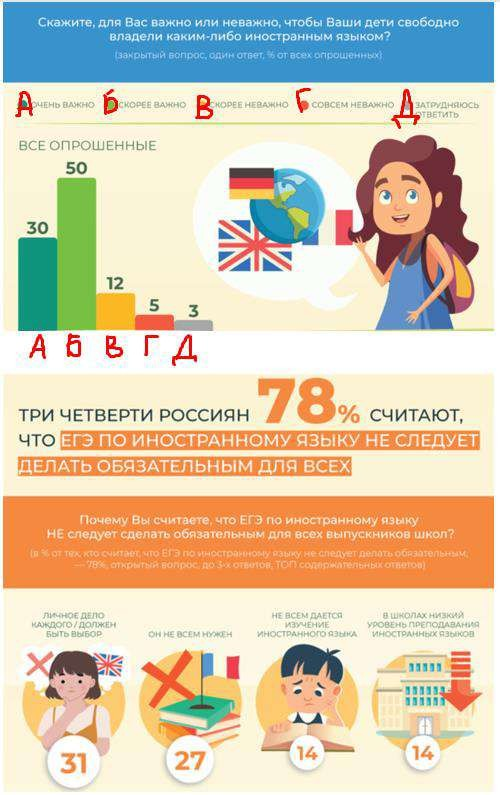 Скажите, для Вас важно или неважно, чтобы Ваши дети свободно
владели каким-либо иностранным языком?
(закрытый вопрос, один ответ, % от всех опрошенных)
А Б В Г Д
ОЧЕНЬ ВАЖНО СКОРЕЕ ВАЖНО СКОРЕЕ НЕВАЖНО СОВСЕМ НЕВАЖНО ЗАТРУДНЯЮСЬ
ОТВЕТИТЬ
ВСЕ ОПРОШЕННЫЕ
50
30
12
5
3
А Б В Г Д
ТРИ ЧЕТВЕРТИ РОССИЯН 78% СЧИТАЮТ,
ЧТО ЕГЭ ПО ИНОСТРАННОМУ ЯЗЫКУ НЕ СЛЕДУЕТ
ДЕЛАТЬ ОБЯЗАТЕЛЬНЫМ ДЛЯ ВСЕХ
Почему Вы считаете, что ЕГЭ по иностранному языку
НЕ следует сделать обязательным для всех выпускников школ?
(в % от тех, кто считает, что ЕГЭ по иностранному языку не следует делать обязательным,
— 78%, открытый вопрос, до 3-х ответов, ТОП содержательных ответов)
ЛИЧНОЕ ДЕЛО
КАЖДОГО / ДОЛЖЕН
БЫТЬ ВЫБОР
ОН НЕ ВСЕМ НУЖЕН
НЕ ВСЕМ ДАЕТСЯ
ИЗУЧЕНИЕ
ИНОСТРАННОГО ЯЗЫКА
В ШКОЛАХ НИЗКИЙ
УРОВЕНЬ ПРЕПОДАВАНИЯ
ИНОСТРАННЫХ ЯЗЫКОВ
31
27
14
14